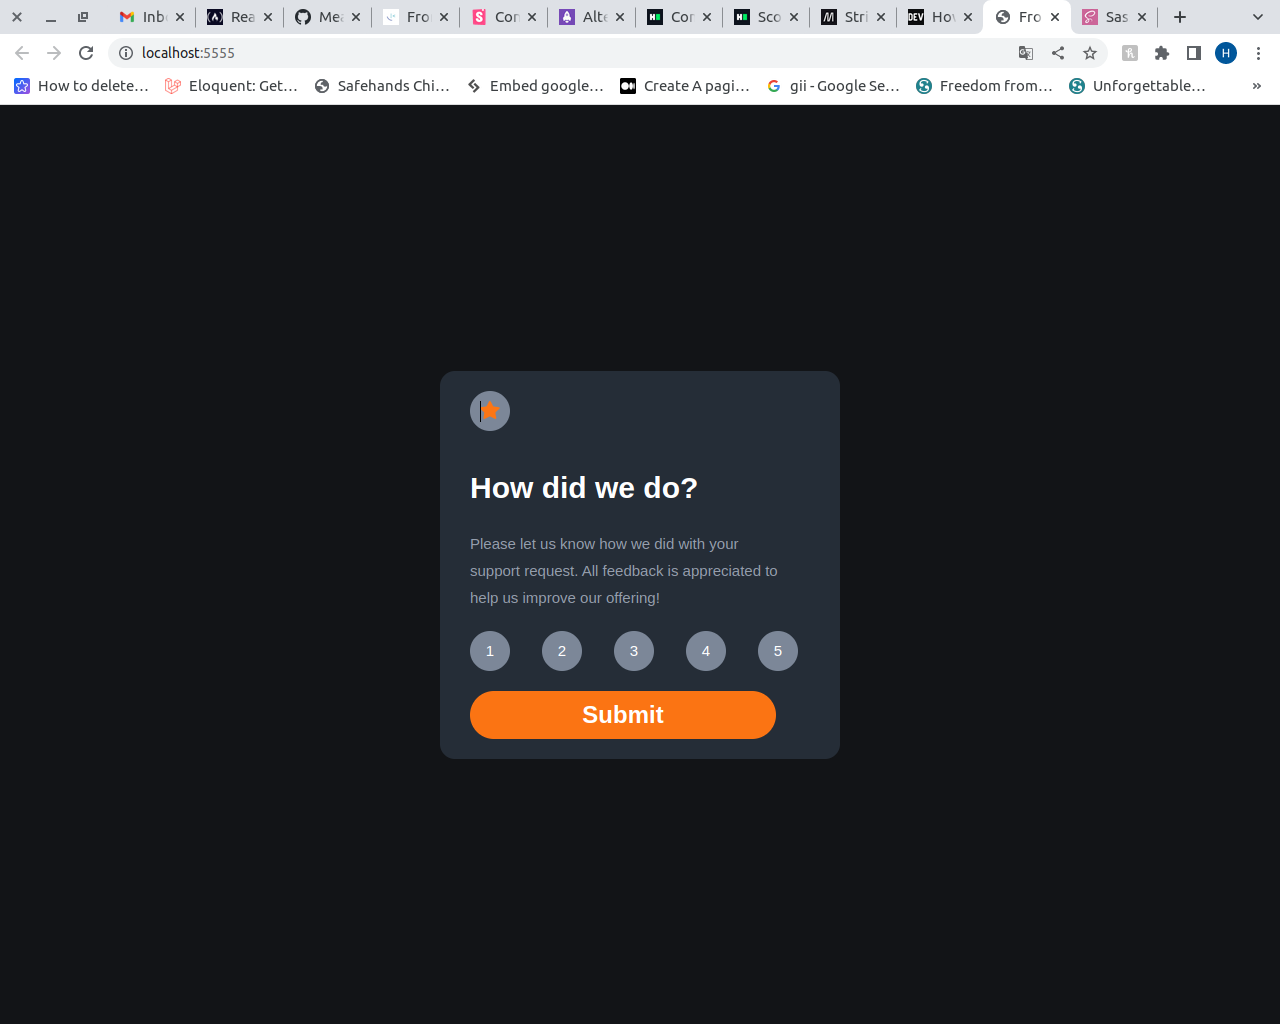 Inb Rea Mea Fro Con Alte Cor Sco Stri DEV Hov Fro Sas
localhost:5555 H
How to delete… Eloquent: Get… Safehands Chi… Embed google… Create A pagi… gii - Google Se… Freedom from… Unforgettable… »
How did we do?
Please let us know how we did with your
support request. All feedback is appreciated to
help us improve our offering!
1 2 3 4 5
Submit